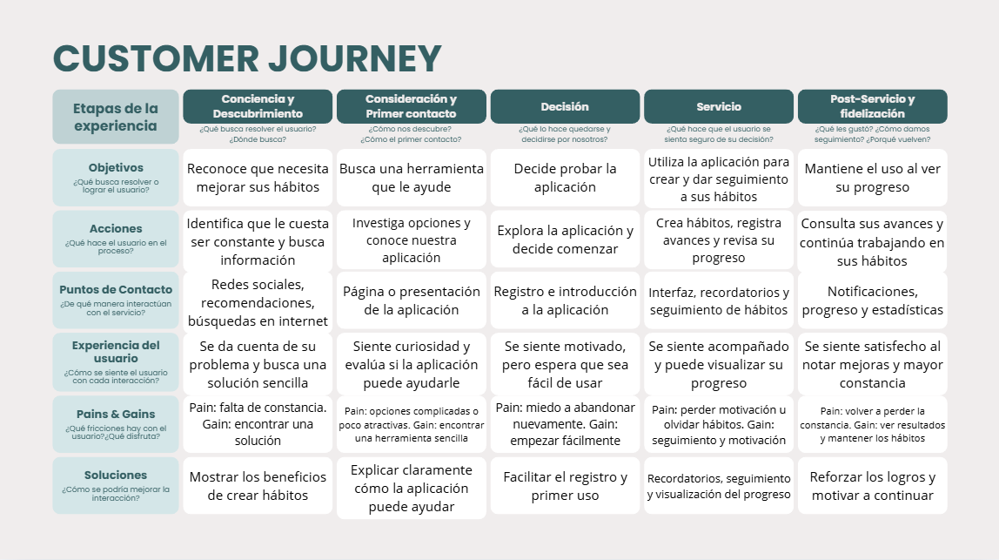 CUSTOMER JOURNEY
Etapas de la
experiencia
Conciencia y
Descubrimiento
¿Qué busca resolver el usuario?
¿Dónde busca?
Consideración y
Primer contacto
¿Cómo nos descubre?
¿Cómo el primer contacto?
Decisión
¿Qué lo hace quedarse y
decidirse por nosotros?
Servicio
¿Qué hace que el usuario se
sienta seguro de su decisión?
Post-Servicio y
fidelización
¿Qué les gustó? ¿Cómo damos
seguimiento? ¿Porqué vuelven?
Objetivos
¿Qué busca resolver o
lograr el usuario?
Reconoce que necesita
mejorar sus hábitos
Busca una herramienta
que le ayude
Decide probar la
aplicación
Utiliza la aplicación para
crear y dar seguimiento
a sus hábitos
Mantiene el uso al ver
su progreso
Acciones
¿Qué hace el usuario en el
proceso?
Identifica que le cuesta
ser constante y busca
información
Investiga opciones y
conoce nuestra
aplicación
Explora la aplicación y
decide comenzar
Crea hábitos, registra
avances y revisa su
progreso
Consulta sus avances y
continúa trabajando en
sus hábitos
Puntos de Contacto
¿De qué manera interactúan
con el servicio?
Redes sociales,
recomendaciones,
búsquedas en internet
Página o presentación
de la aplicación
Registro e introducción
a la aplicación
Interfaz, recordatorios y
seguimiento de hábitos
Notificaciones,
progreso y estadísticas
Experiencia del
usuario
¿Cómo se siente el usuario
con cada interacción?
Se da cuenta de su
problema y busca una
solución sencilla
Siente curiosidad y
evalúa si la aplicación
puede ayudarle
Se siente motivado,
pero espera que sea
fácil de usar
Se siente acompañado
y puede visualizar su
progreso
Se siente satisfecho al
notar mejoras y mayor
constancia
Pains & Gains
¿Qué fricciones hay con el
usuario?¿Qué disfruta?
Pain: falta de constancia.
Gain: encontrar una
solución
Pain: opciones complicadas o
poco atractivas. Gain: encontrar
una herramienta sencilla
Pain: miedo a abandonar
nuevamente. Gain:
empezar fácilmente
Pain: perder motivación u
olvidar hábitos. Gain:
seguimiento y motivación
Pain: volver a perder la
constancia. Gain: ver resultados
y mantener los hábitos
Soluciones
¿Cómo se podría mejorar la
interacción?
Mostrar los beneficios
de crear hábitos
Explicar claramente
cómo la aplicación
puede ayudar
Facilitar el registro y
primer uso
Recordatorios, seguimiento
y visualización del progreso
Reforzar los logros y
motivar a continuar